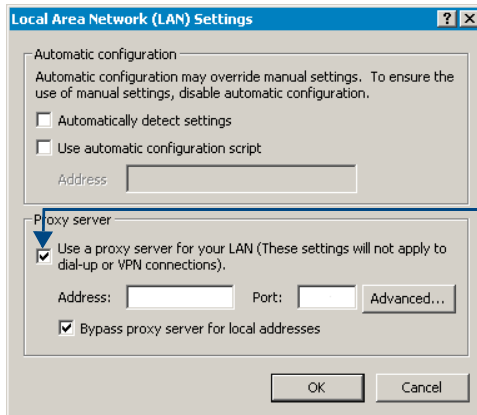 Local Area Network (LAN) Settings
Automatic configuration
Automatic configuration may override manual settings.  To ensure the
use of manual settings, disable automatic configuration.
Automatically detect settings
Use automatic configuration script
Address
Proxy server
Use a proxy server for your LAN (These settings will not apply to
dial-up or VPN connections).
Address: Port: Advanced...
Bypass proxy server for local addresses
OK Cancel